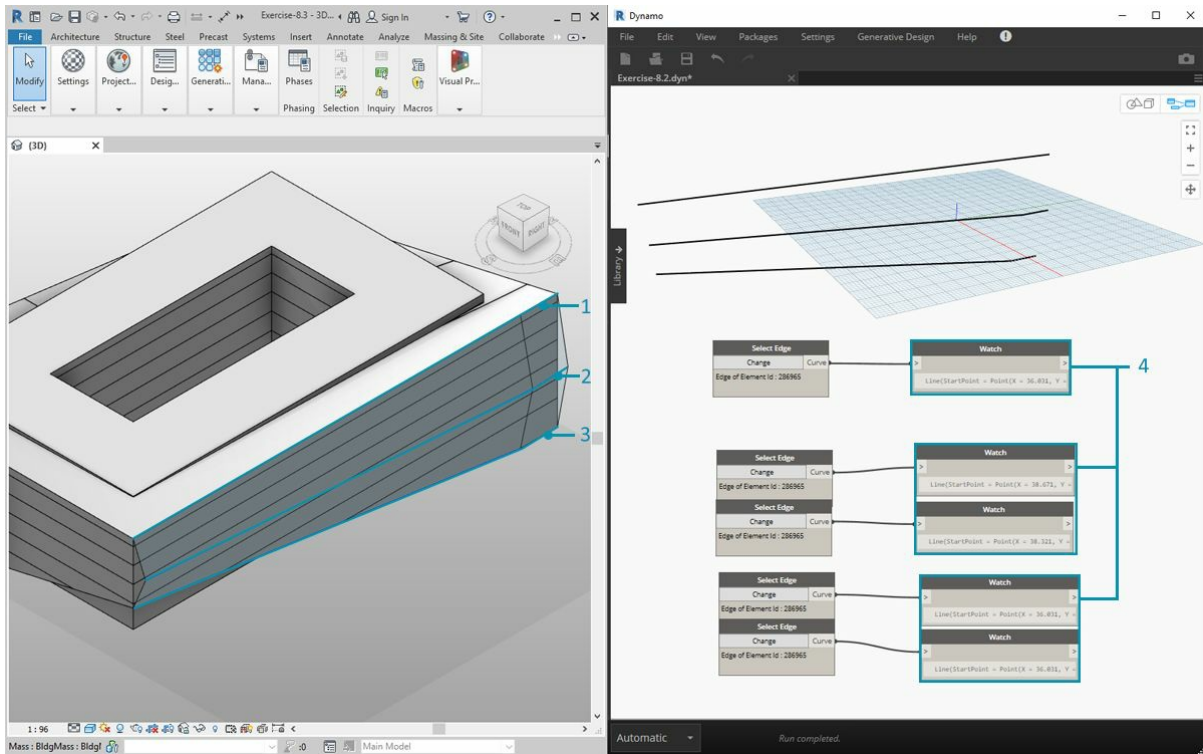 Exercise-8.3 - 3D...
Sign In
File Architecture Structure Steel Precast Systems Insert Annotate Analyze Massing & Site Collaborate
Modify Settings Project... Desig... Generati... Mana... Phases Visual Pr...
Select Phasing Selection Inquiry Macros
{3D}
TOP
FRONT
RIGHT
1
2
3
1 : 96
Mass : BldgMass : Bldgf
:0
Main Model
Dynamo
File Edit View Packages Settings Generative Design Help
Exercise-8.2.dyn*
Library
Select Edge
Change
Curve
Edge of Element Id : 286965
Watch
>
>
Line(StartPoint = Point(X = 36.031, Y =
4
Select Edge
Change
Curve
Edge of Element Id : 286965
Watch
>
>
Line(StartPoint = Point(X = 38.671, Y =
Select Edge
Change
Curve
Edge of Element Id : 286965
Watch
>
>
Line(StartPoint = Point(X = 38.321, Y =
Select Edge
Change
Curve
Edge of Element Id : 286965
Watch
>
>
Line(StartPoint = Point(X = 36.031, Y =
Select Edge
Change
Curve
Edge of Element Id : 286965
Watch
>
>
Line(StartPoint = Point(X = 36.031, Y =
Automatic
Run completed.